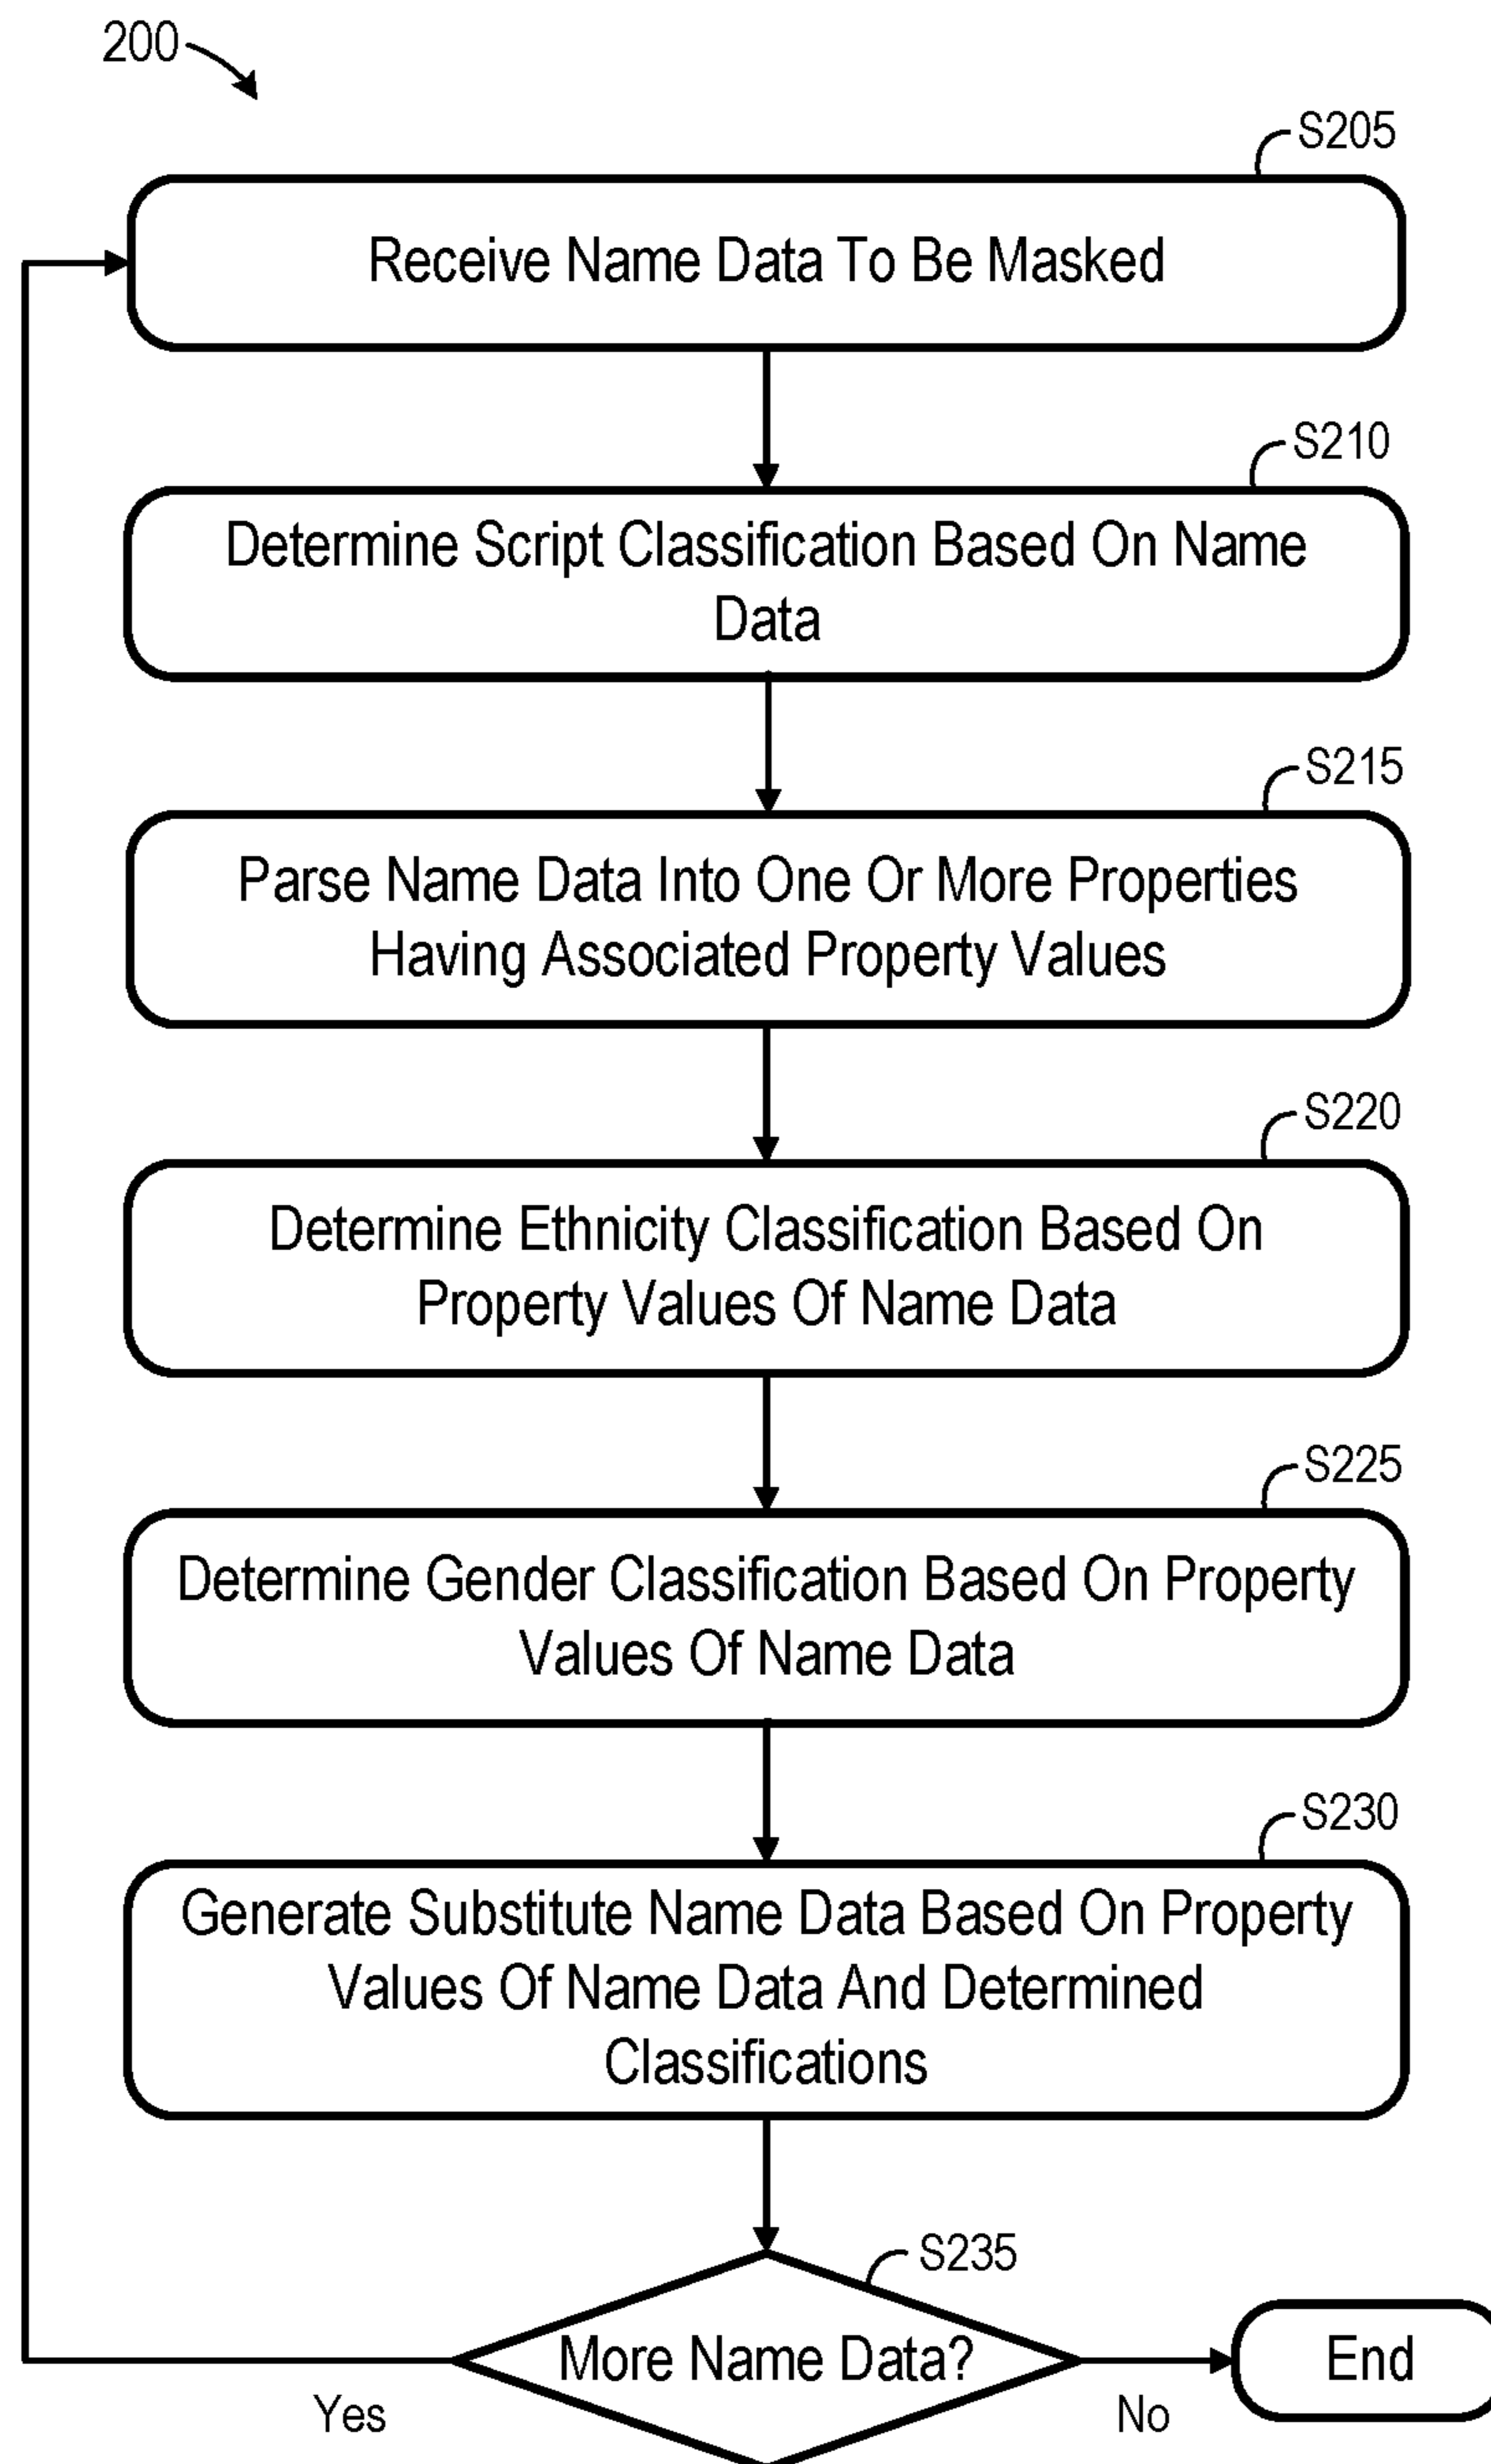 200
S205
Receive Name Data To Be Masked
S210
Determine Script Classification Based On Name
Data
S215
Parse Name Data Into One Or More Properties
Having Associated Property Values
S220
Determine Ethnicity Classification Based On
Property Values Of Name Data
S225
Determine Gender Classification Based On Property
Values Of Name Data
S230
Generate Substitute Name Data Based On Property
Values Of Name Data And Determined
Classifications
S235
More Name Data?
End
Yes
No